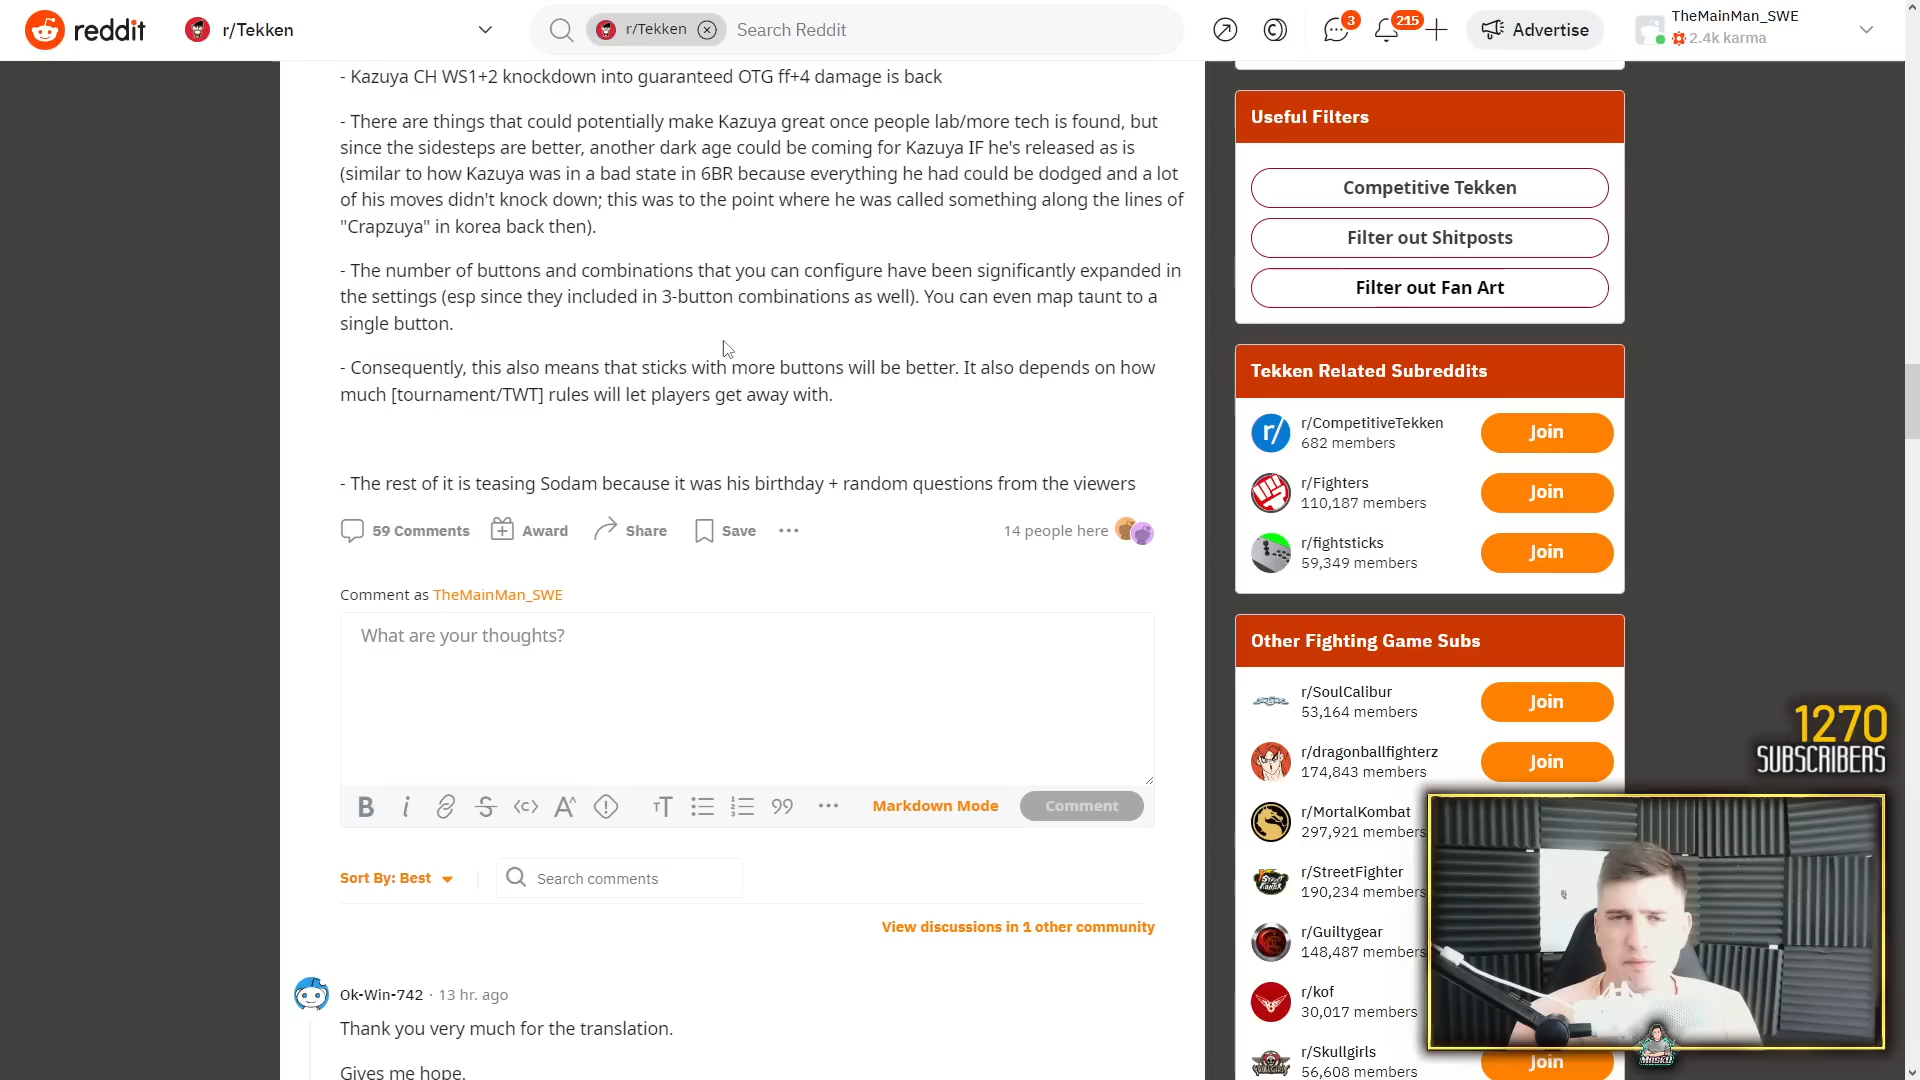 reddit
r/Tekken
r/Tekken
Search Reddit
3
215
Advertise
TheMainMan_SWE
2.4k karma
- Kazuya CH WS1+2 knockdown into guaranteed OTG ff+4 damage is back
- There are things that could potentially make Kazuya great once people lab/more tech is found, but
since the sidesteps are better, another dark age could be coming for Kazuya IF he's released as is
(similar to how Kazuya was in a bad state in 6BR because everything he had could be dodged and a lot
of his moves didn't knock down; this was to the point where he was called something along the lines of
"Crapzuya" in korea back then).
- The number of buttons and combinations that you can configure have been significantly expanded in
the settings (esp since they included in 3-button combinations as well). You can even map taunt to a
single button.
- Consequently, this also means that sticks with more buttons will be better. It also depends on how
much [tournament/TWT] rules will let players get away with.
- The rest of it is teasing Sodam because it was his birthday + random questions from the viewers
59 Comments
Award
Share
Save
14 people here
Comment as TheMainMan_SWE
What are your thoughts?
Markdown Mode
Comment
Sort By: Best
Search comments
View discussions in 1 other community
Ok-Win-742 · 13 hr. ago
Thank you very much for the translation.
Gives me hope.
Useful Filters
Competitive Tekken
Filter out Shitposts
Filter out Fan Art
Tekken Related Subreddits
r/CompetitiveTekken
682 members
Join
r/Fighters
110,187 members
Join
r/fightsticks
59,349 members
Join
Other Fighting Game Subs
r/SoulCalibur
53,164 members
Join
r/dragonballfighterz
174,843 members
Join
r/MortalKombat
297,921 members
r/StreetFighter
190,234 members
r/Guiltygear
148,487 members
r/kof
30,017 members
r/Skullgirls
56,608 members
Join
1270
SUBSCRIBERS